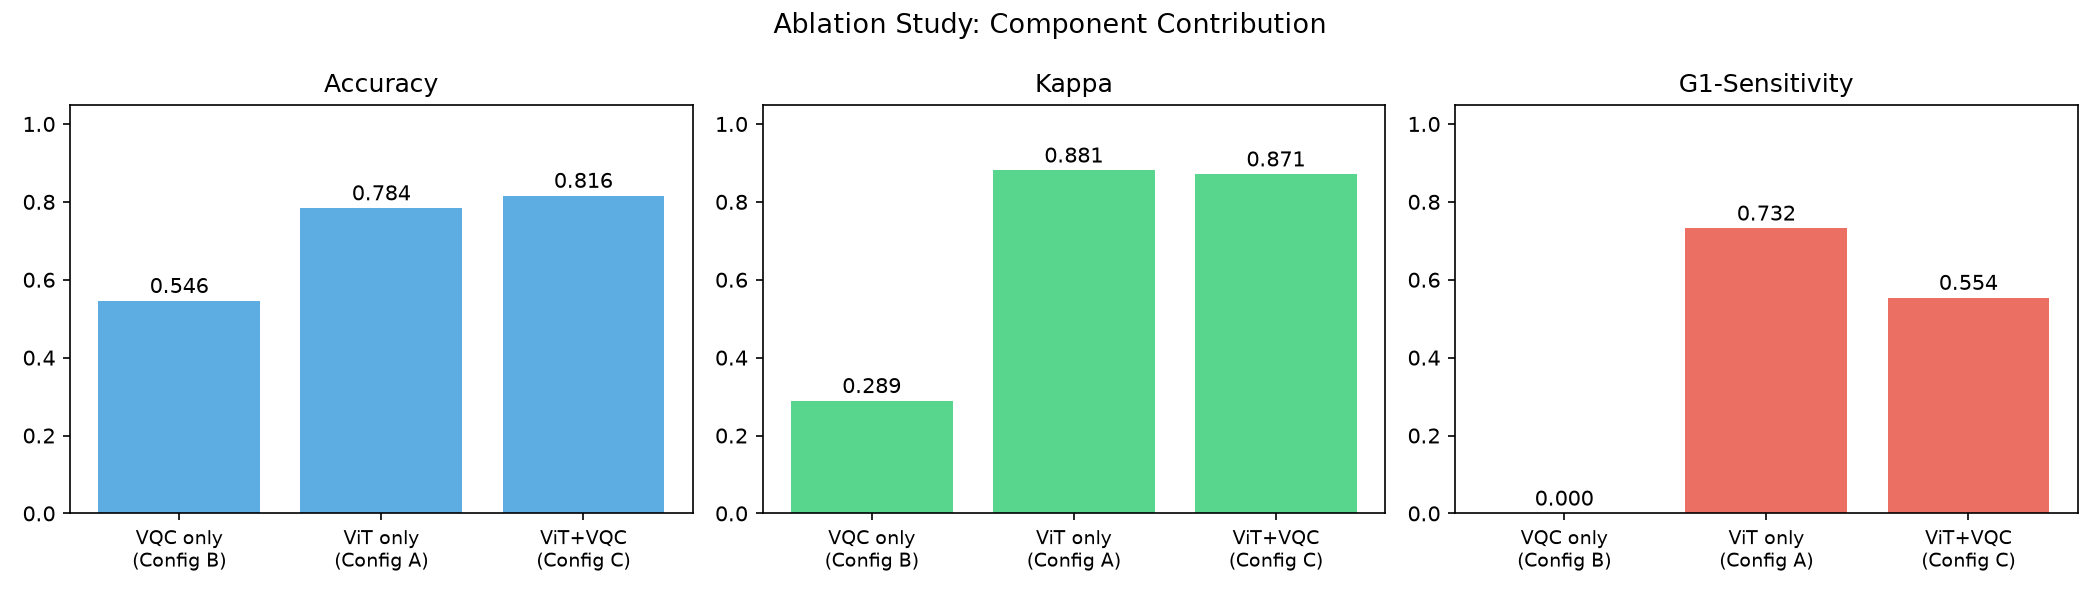 Ablation Study: Component Contribution
Accuracy
1.0
0.8
0.6
0.4
0.2
0.0
0.546
0.784
0.816
VQC only
(Config B)
ViT only
(Config A)
ViT+VQC
(Config C)
Kappa
1.0
0.8
0.6
0.4
0.2
0.0
0.289
0.881
0.871
VQC only
(Config B)
ViT only
(Config A)
ViT+VQC
(Config C)
G1-Sensitivity
1.0
0.8
0.6
0.4
0.2
0.0
0.000
0.732
0.554
VQC only
(Config B)
ViT only
(Config A)
ViT+VQC
(Config C)